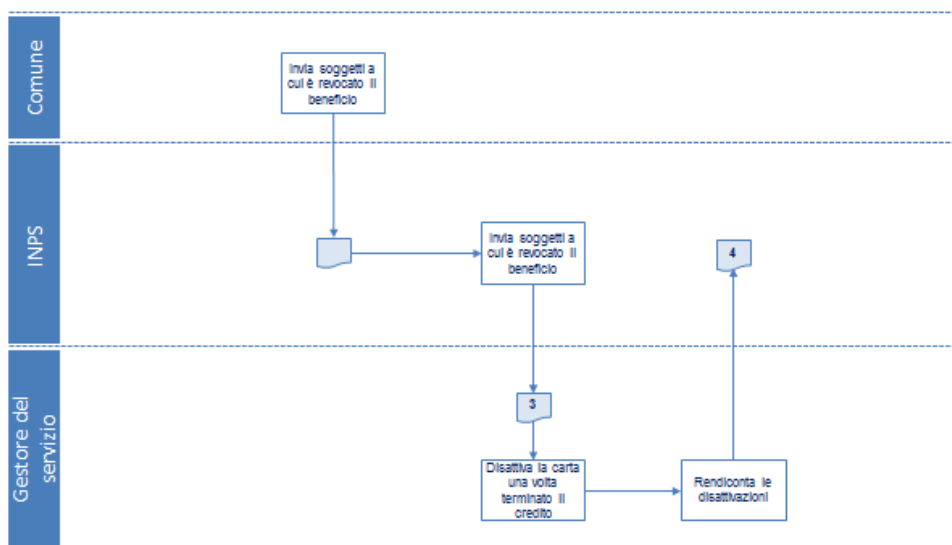 Comune
Invia soggetti a
cui è revocato il
beneficio
INPS
Invia soggetti a
cui è revocato il
beneficio
4
Gestore del
servizio
3
Disattiva la carta
una volta
terminato il
credito
Rendiconta le
disattivazioni